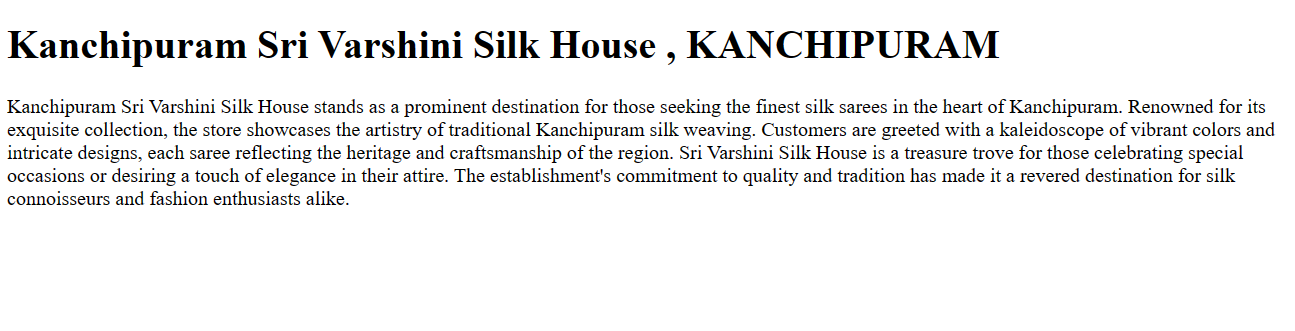 Kanchipuram Sri Varshini Silk House , KANCHIPURAM
Kanchipuram Sri Varshini Silk House stands as a prominent destination for those seeking the finest silk sarees in the heart of Kanchipuram. Renowned for its
exquisite collection, the store showcases the artistry of traditional Kanchipuram silk weaving. Customers are greeted with a kaleidoscope of vibrant colors and
intricate designs, each saree reflecting the heritage and craftsmanship of the region. Sri Varshini Silk House is a treasure trove for those celebrating special
occasions or desiring a touch of elegance in their attire. The establishment's commitment to quality and tradition has made it a revered destination for silk
connoisseurs and fashion enthusiasts alike.